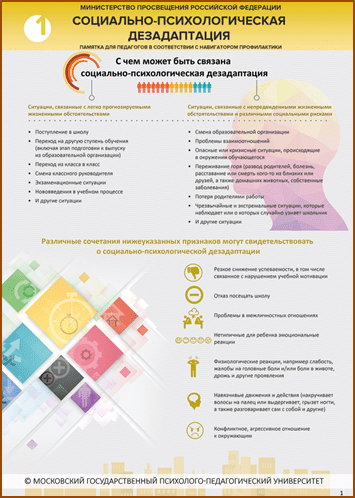 МИНИСТЕРСТВО ПРОСВЕЩЕНИЯ РОССИЙСКОЙ ФЕДЕРАЦИИ
1
СОЦИАЛЬНО-ПСИХОЛОГИЧЕСКАЯ
ДЕЗАДАПТАЦИЯ
ПАМЯТКА ДЛЯ ПЕДАГОГОВ В СООТВЕТСТВИИ С НАВИГАТОРОМ ПРОФИЛАКТИКИ
С чем может быть связана
социально-психологическая дезадаптация
Ситуации, связанные с легко прогнозируемыми
жизненными обстоятельствами
• Поступление в школу
• Переход на другую ступень обучения
(включая этап подготовки к выпуску
из образовательной организации)
• Переход из класса в класс
• Смена классного руководителя
• Экзаменационные ситуации
• Нововведения в учебном процессе
• И другие ситуации
Ситуации, связанные с непредвиденными жизненными
обстоятельствами и различными социальными рисками
• Смена образовательной организации
• Проблемы взаимоотношений
• Опасные или кризисные ситуации, происходящие
в окружении обучающегося
• Переживание горя (развод родителей, болезнь,
расставание или смерть кого-то из близких или
друзей, а также домашних животных, собственные
заболевания)
• Потеря родителями работы
• Чрезвычайные и экстремальные ситуации, которые
наблюдает или о которых случайно узнает школьник
• И другие ситуации
Различные сочетания нижеуказанных признаков могут свидетельствовать
о социально-психологической дезадаптации
Резкое снижение успеваемости, в том числе
связанное с нарушением учебной мотивации
Отказ посещать школу
Проблемы в межличностных отношениях
Нетипичные для ребенка эмоциональные
реакции
Физиологические реакции, например слабость,
жалобы на головные боли и/или боли в животе,
дрожь и другие проявления
Навязчивые движения и действия (накручивает
волосы на палец или выдергивает, грызет ногти,
а также разговаривает сам с собой и другие)
Конфликтное, агрессивное отношение
к окружающим
© МОСКОВСКИЙ ГОСУДАРСТВЕННЫЙ ПСИХОЛОГО-ПЕДАГОГИЧЕСКИЙ УНИВЕРСИТЕТ
1